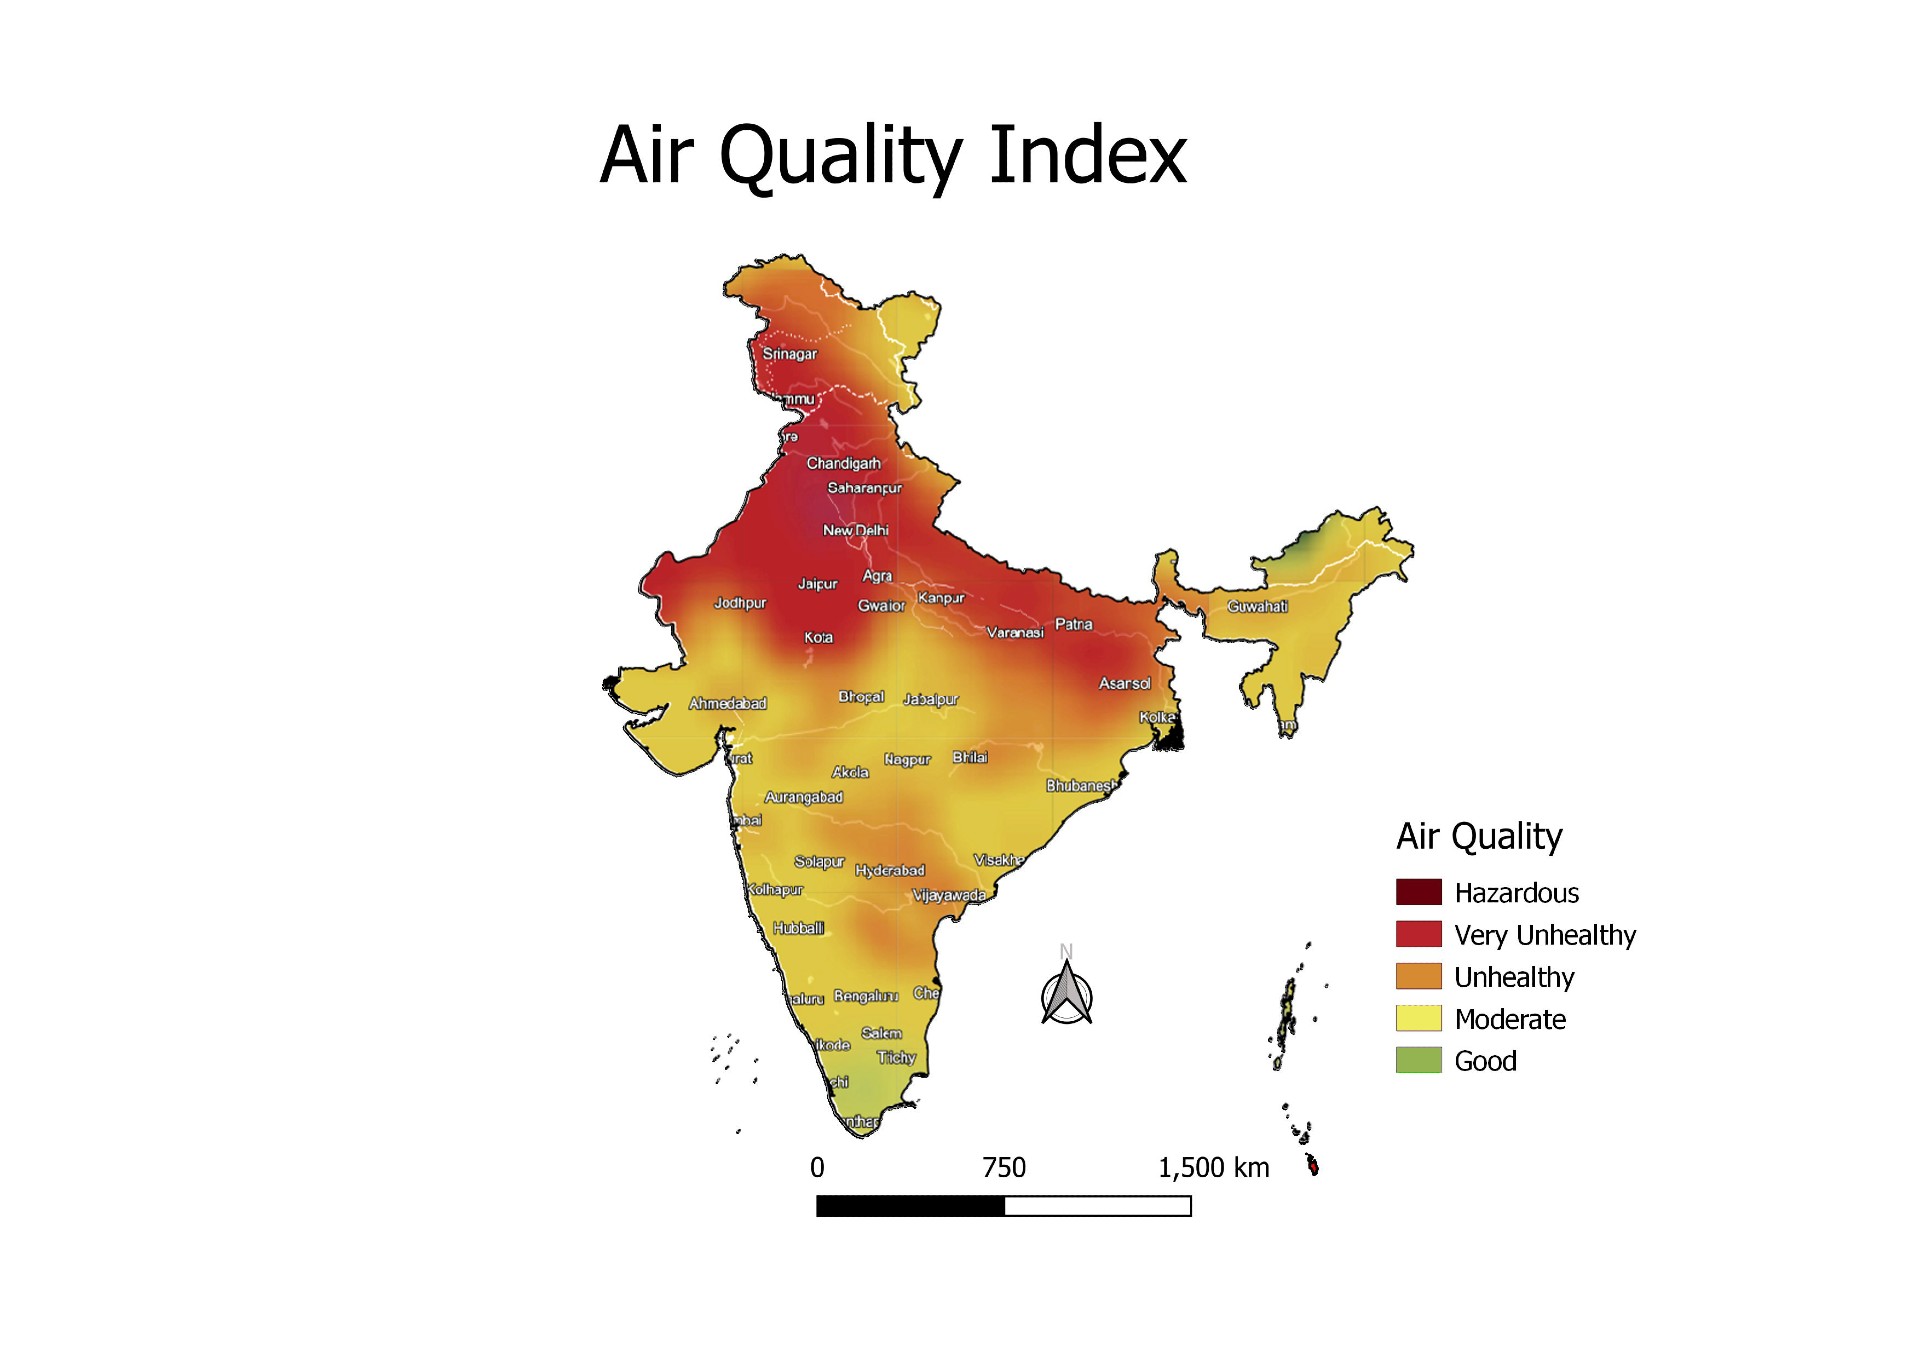 Air Quality Index
Srinagar
mmu
re
Chandigarh
Saharanpur
New Delhi
Jaipur
Agra
Jodhpur
Gwalior
Kanpur
Kota
Varanasi
Patna
Guwahati
Asansol
Ahmedabad
Bhopal
Jabalpur
Kolka
urat
Akola
Nagpur
Bhilai
Bhubanesh
Aurangabad
mbai
Solapur
Hyderabad
Visakha
Kolhapur
Vijayawada
Hubballi
N
aluru
Bengaluru
Che
Salem
ikode
Trichy
chi
nthap
Air Quality
Hazardous
Very Unhealthy
Unhealthy
Moderate
Good
0 750 1,500 km